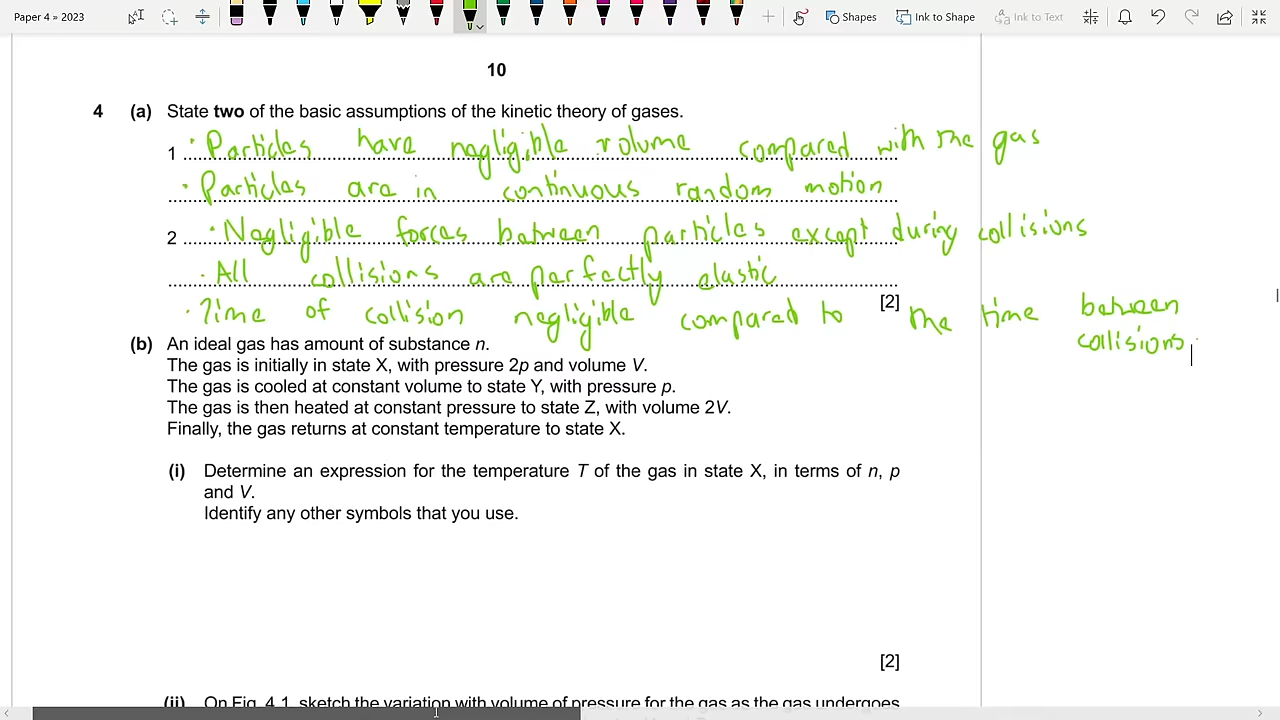 Paper 4 » 2023
Shapes
Ink to Shape
Ink to Text
10
4 (a) State two of the basic assumptions of the kinetic theory of gases.
1 · Particles have negligible volume compared with the gas
· Particles are in continuous random motion
2 · Negligible forces between particles except during collisions
· All collisions are perfectly elastic
[2]
· Time of collision negligible compared to the time between
collisions
(b) An ideal gas has amount of substance n.
The gas is initially in state X, with pressure 2p and volume V.
The gas is cooled at constant volume to state Y, with pressure p.
The gas is then heated at constant pressure to state Z, with volume 2V.
Finally, the gas returns at constant temperature to state X.
(i) Determine an expression for the temperature T of the gas in state X, in terms of n, p
and V.
Identify any other symbols that you use.
[2]
(ii) On Fig. 4.1, sketch the variation with volume of pressure for the gas as the gas undergoes